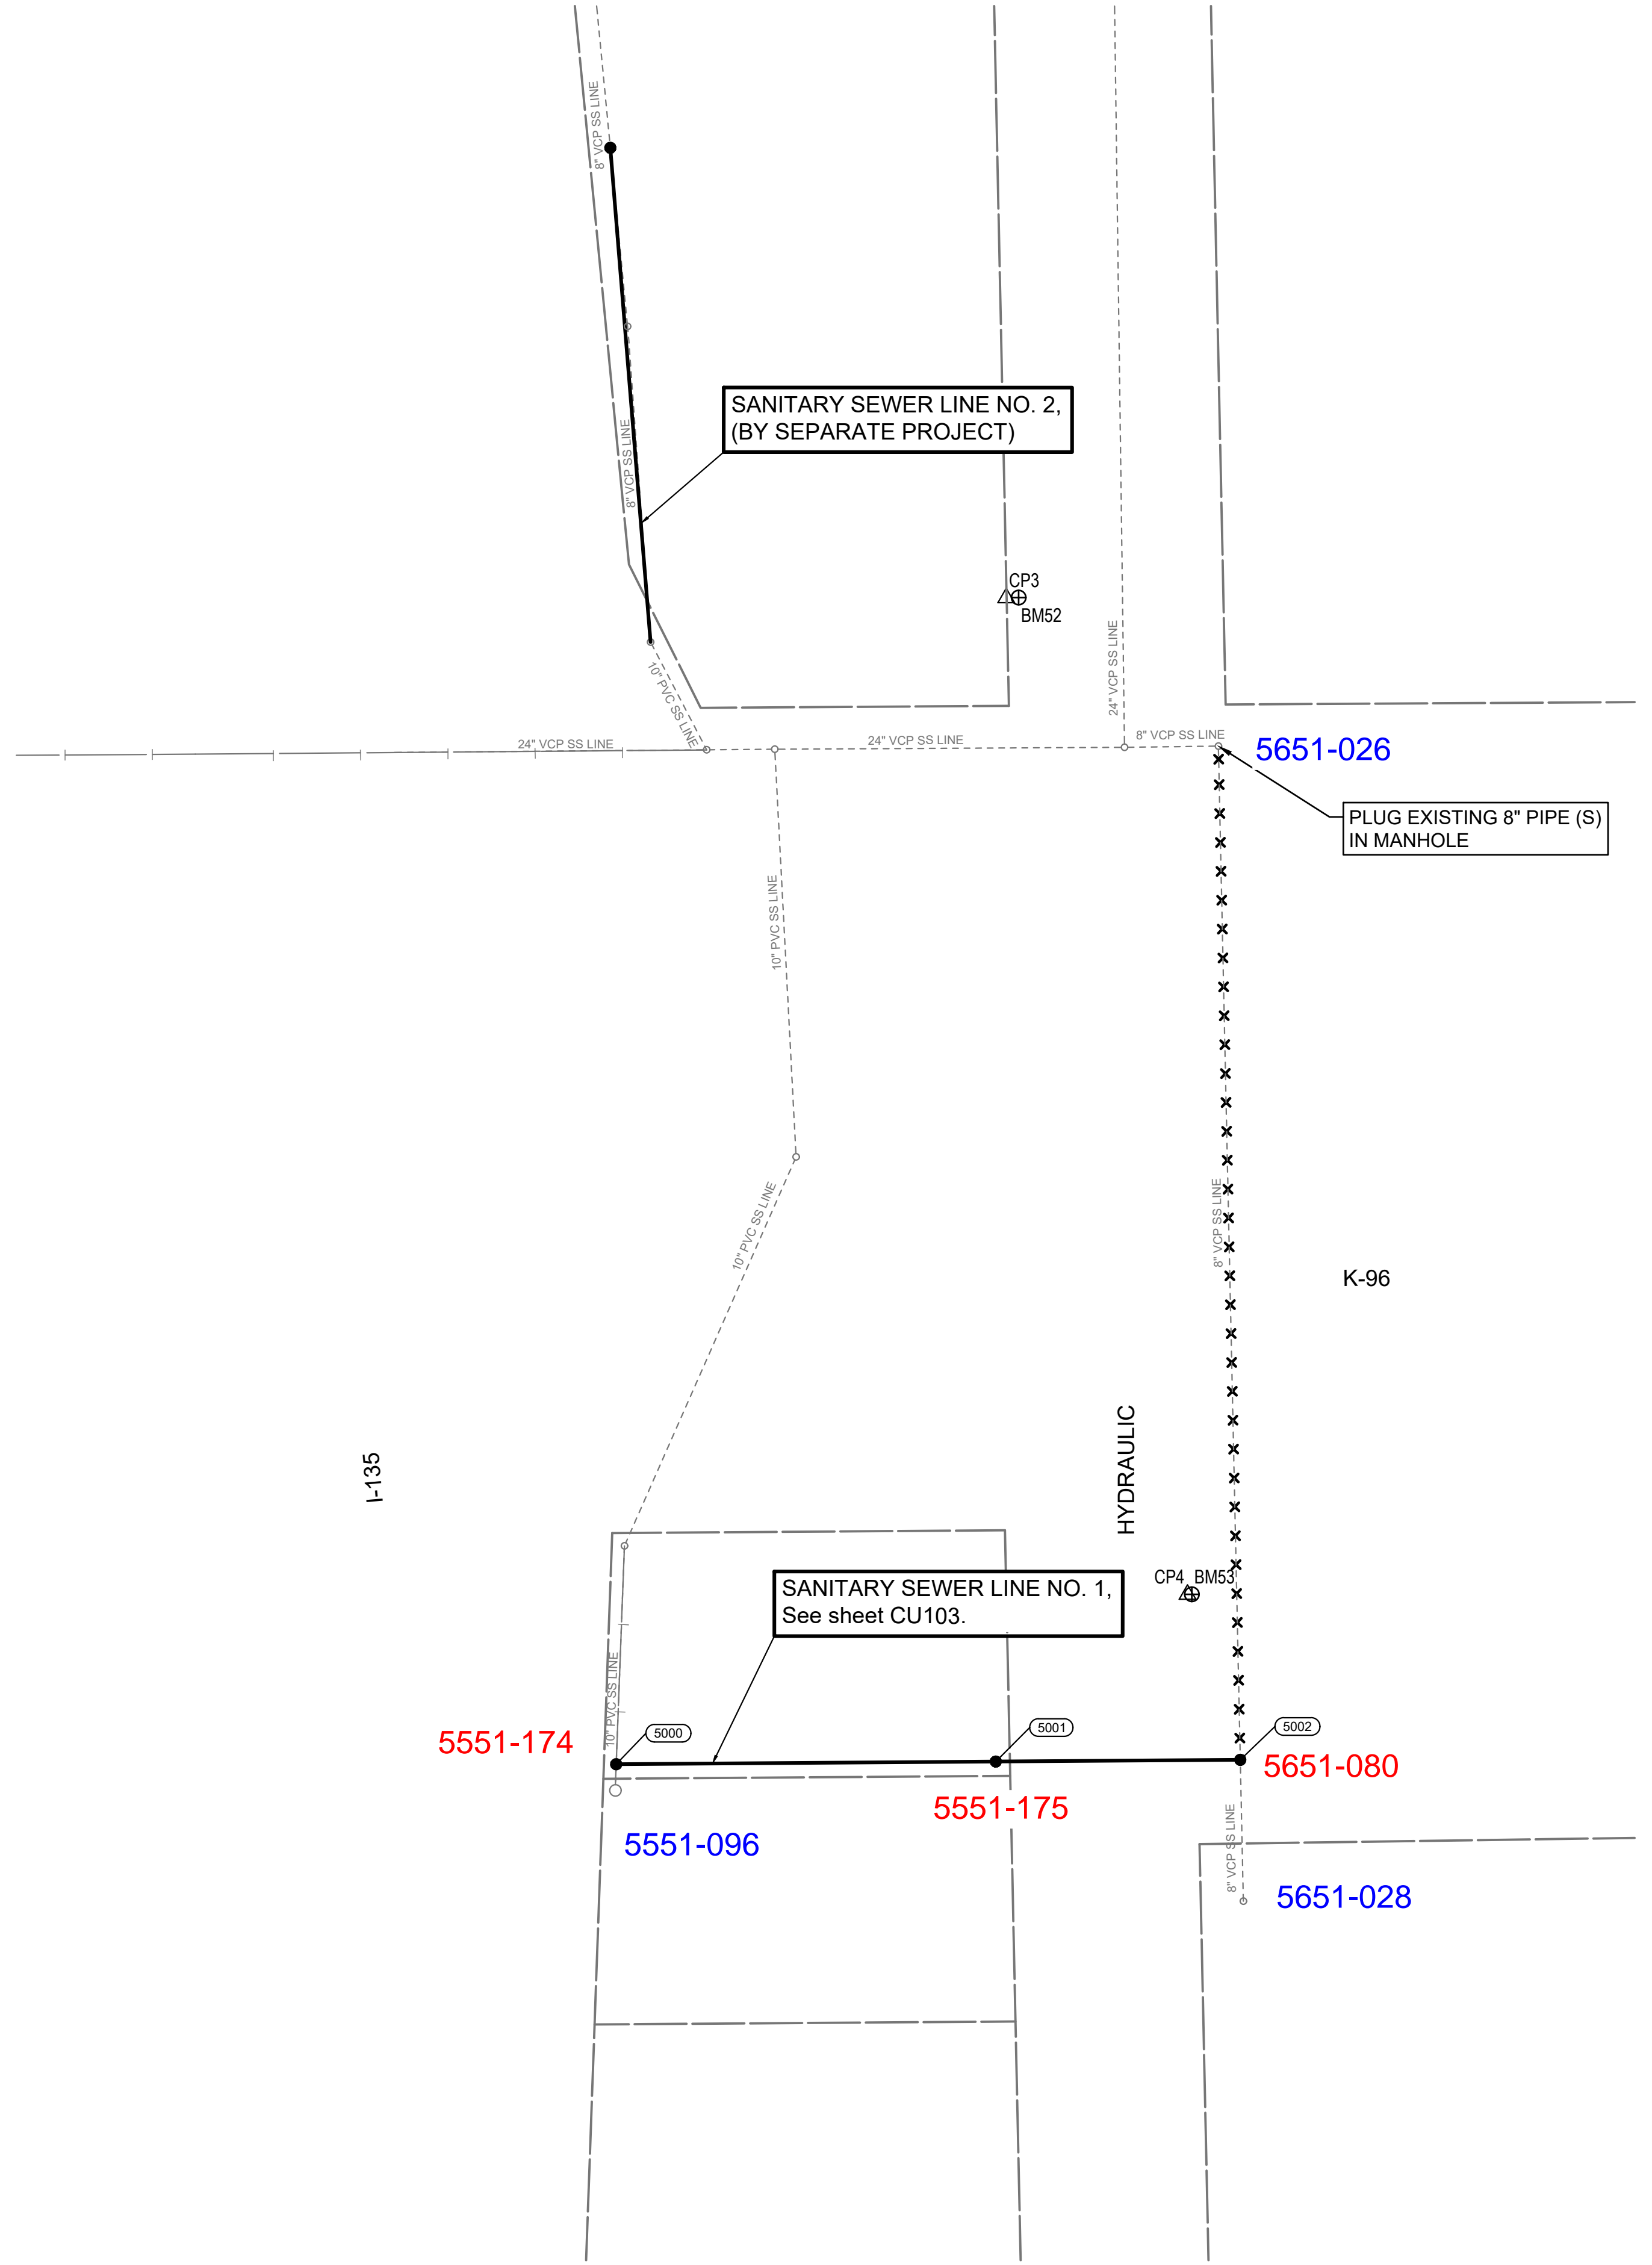 8" VCP SS LINE
SANITARY SEWER LINE NO. 2,
(BY SEPARATE PROJECT)
8" VCP SS LINE
CP3
BM52
24" VCP SS LINE
10" PVC SS LINE
24" VCP SS LINE
24" VCP SS LINE
8" VCP SS LINE
5651-026
PLUG EXISTING 8" PIPE (S)
IN MANHOLE
10" PVC SS LINE
10" PVC SS LINE
8" VCP SS LINE
K-96
I-135
HYDRAULIC
CP4
BM53
SANITARY SEWER LINE NO. 1,
See sheet CU103.
10" PVC SS LINE
5551-174
5000
5001
5002
5651-080
5551-175
5551-096
8" VCP SS LINE
5651-028